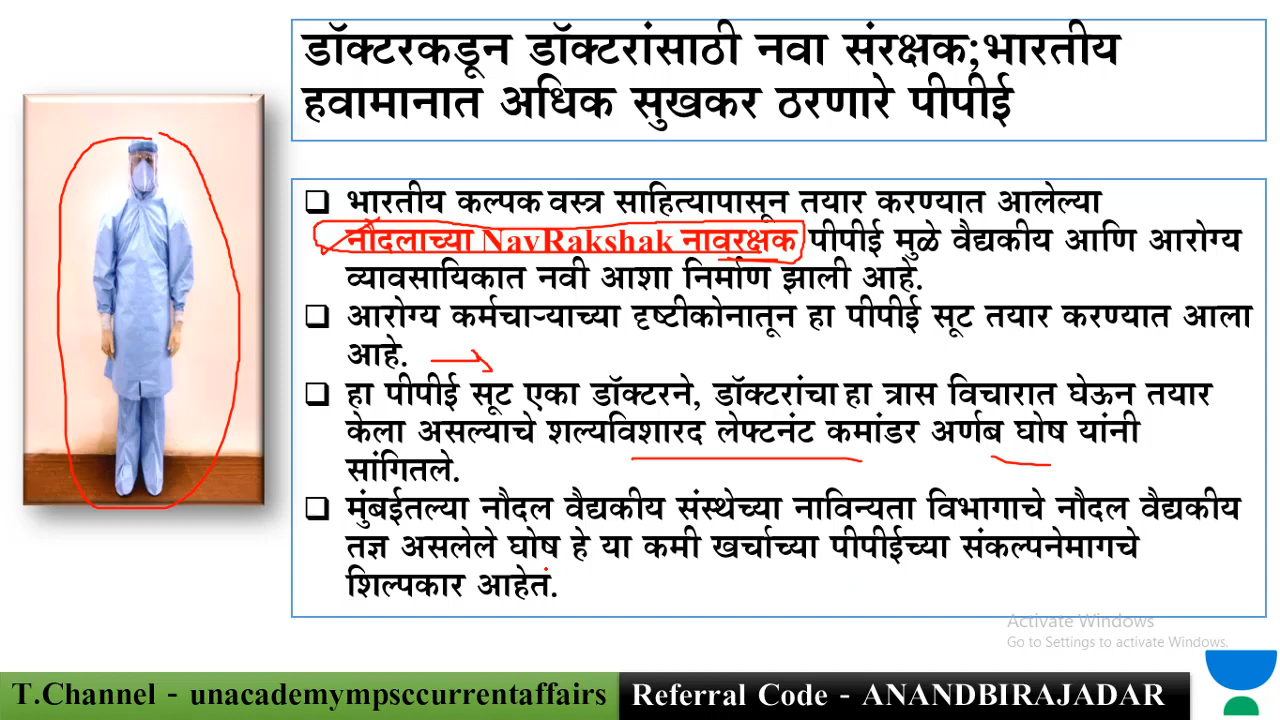 डॉक्टरकडून डॉक्टरांसाठी नवा संरक्षक;भारतीय
हवामानात अधिक सुखकर ठरणारे पीपीई
भारतीय कल्पक वस्त्र साहित्यापासून तयार करण्यात आलेल्या
नौदलाच्या NavRakshak नावरक्षक पीपीई मुळे वैद्यकीय आणि आरोग्य
व्यावसायिकात नवी आशा निर्माण झाली आहे.
आरोग्य कर्मचाऱ्याच्या दृष्टीकोनातून हा पीपीई सूट तयार करण्यात आला
आहे.
हा पीपीई सूट एका डॉक्टरने, डॉक्टरांचा हा त्रास विचारात घेऊन तयार
केला असल्याचे शल्यविशारद लेफ्टनंट कमांडर अर्णब घोष यांनी
सांगितले.
मुंबईतल्या नौदल वैद्यकीय संस्थेच्या नाविन्यता विभागाचे नौदल वैद्यकीय
तज्ञ असलेले घोष हे या कमी खर्चाच्या पीपीईच्या संकल्पनेमागचे
शिल्पकार आहेत.
Activate Windows
Go to Settings to activate Windows.
T.Channel - unacademympsccurrentaffairs Referral Code - ANANDBIRAJADAR